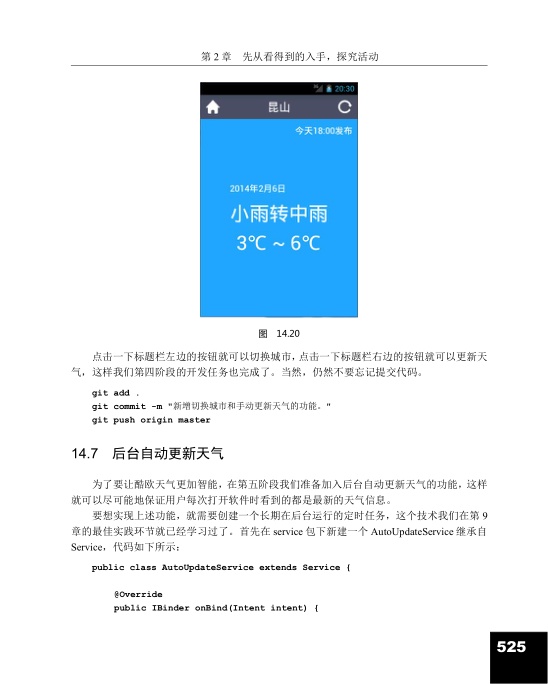 第 2 章　先从看得到的入手，探究活动
20:30
昆山
今天18:00发布
2014年2月6日
小雨转中雨
3℃ ~ 6℃
图　14.20
点击一下标题栏左边的按钮就可以切换城市，点击一下标题栏右边的按钮就可以更新天
气，这样我们第四阶段的开发任务也完成了。当然，仍然不要忘记提交代码。
git add .
git commit -m "新增切换城市和手动更新天气的功能。"
git push origin master
14.7　后台自动更新天气
为了要让酷欧天气更加智能，在第五阶段我们准备加入后台自动更新天气的功能，这样
就可以尽可能地保证用户每次打开软件时看到的都是最新的天气信息。
要想实现上述功能，就需要创建一个长期在后台运行的定时任务，这个技术我们在第 9
章的最佳实践环节就已经学习过了。首先在 service 包下新建一个 AutoUpdateService 继承自
Service，代码如下所示：
public class AutoUpdateService extends Service {
@Override
public IBinder onBind(Intent intent) {
525